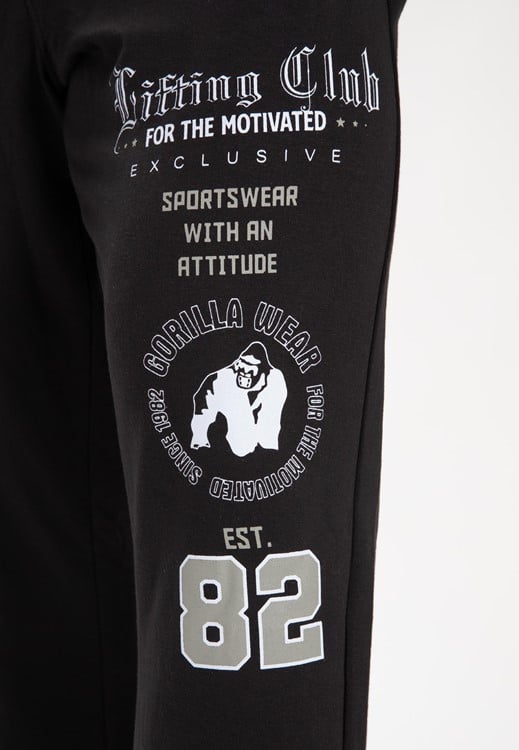 Lifting Club
FOR THE MOTIVATED
EXCLUSIVE
SPORTSWEAR
WITH AN
ATTITUDE
GORILLA WEAR
FOR THE MOTIVATED
SINCE 1982
EST.
82